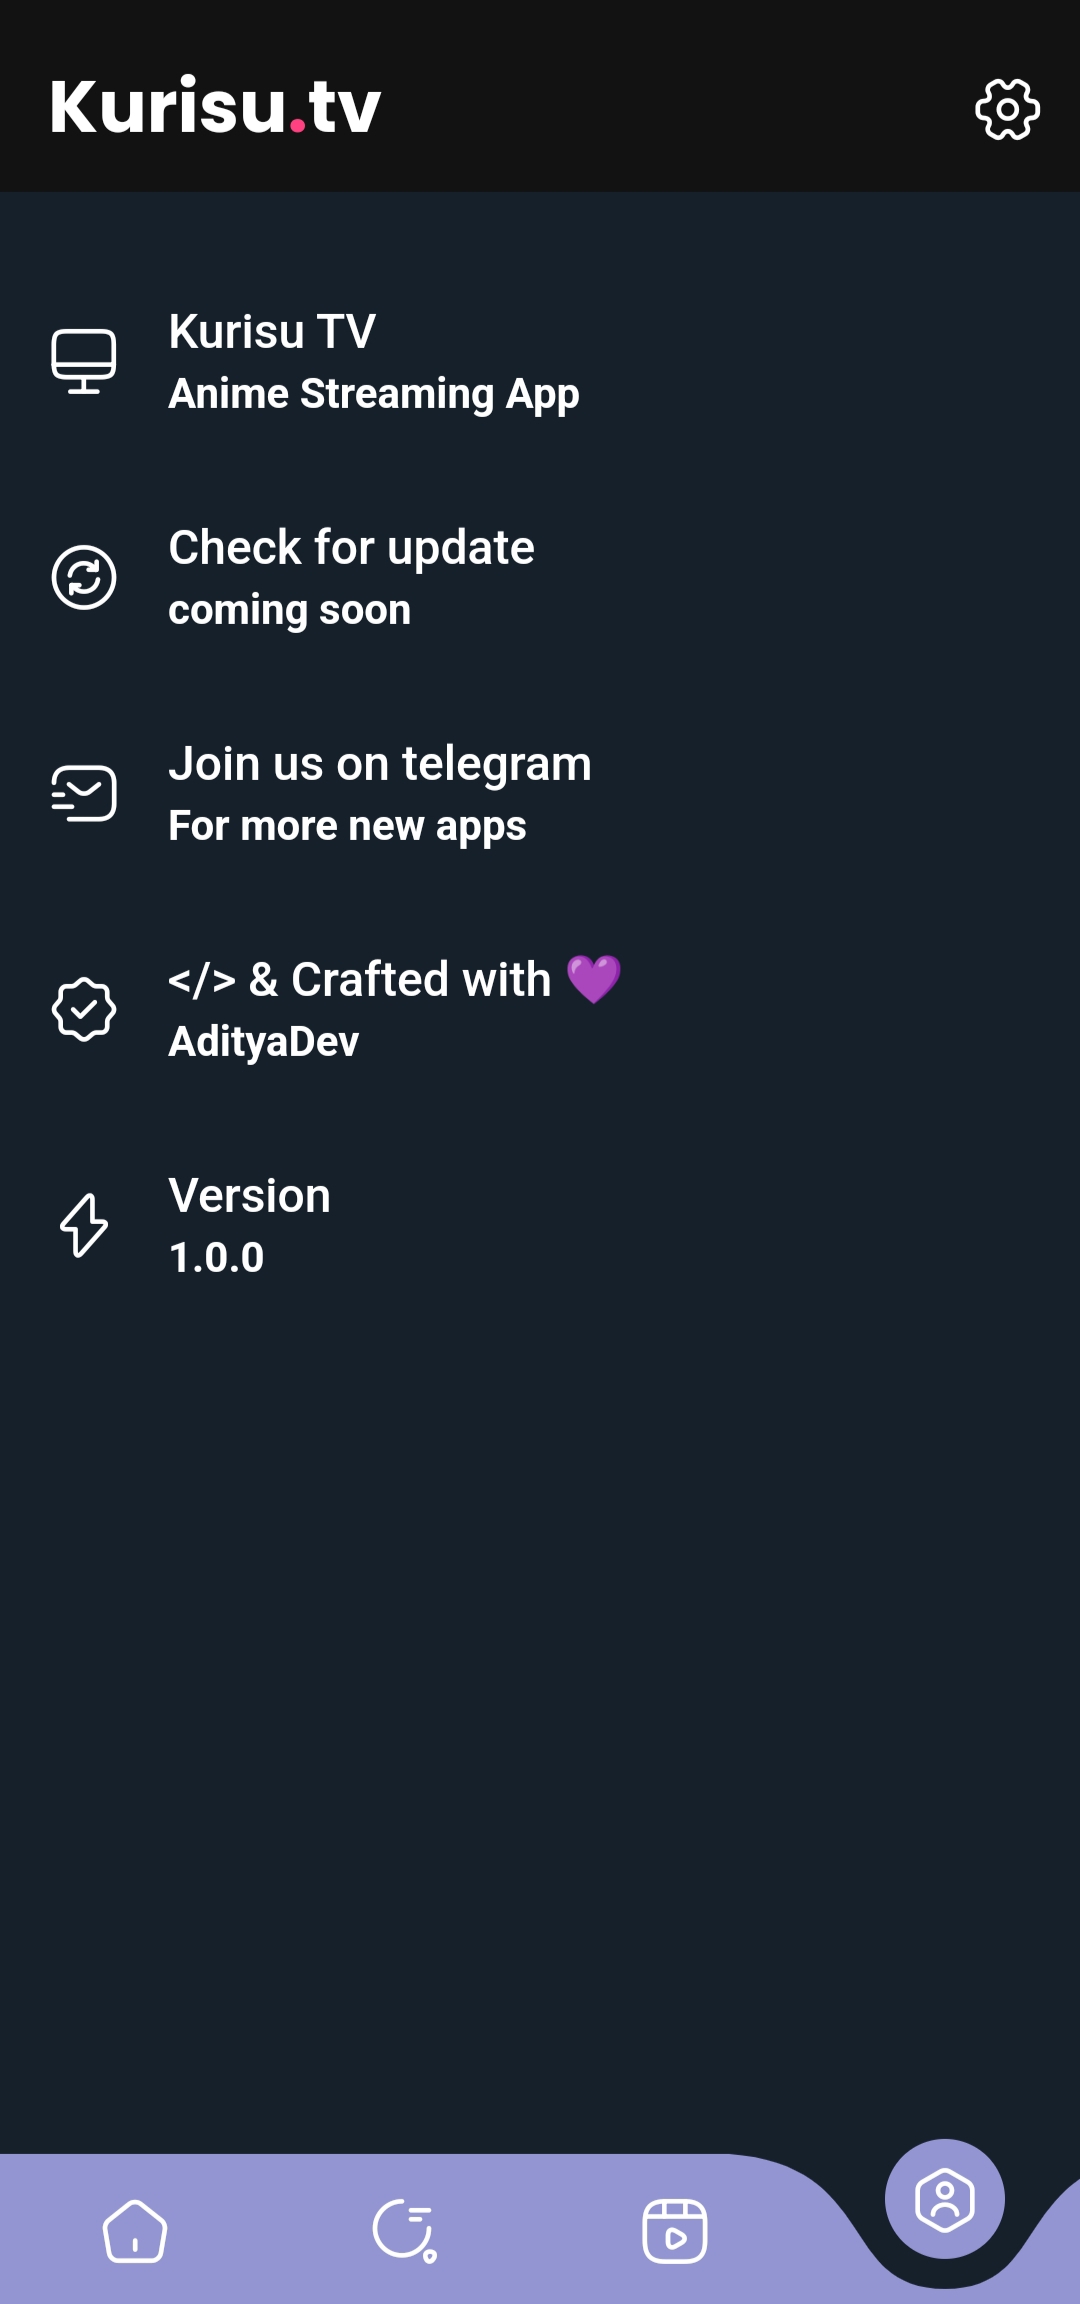 Kurisu.tv
Kurisu TV
Anime Streaming App
Check for update
coming soon
Join us on telegram
For more new apps
</> & Crafted with 💜
AdityaDev
Version
1.0.0